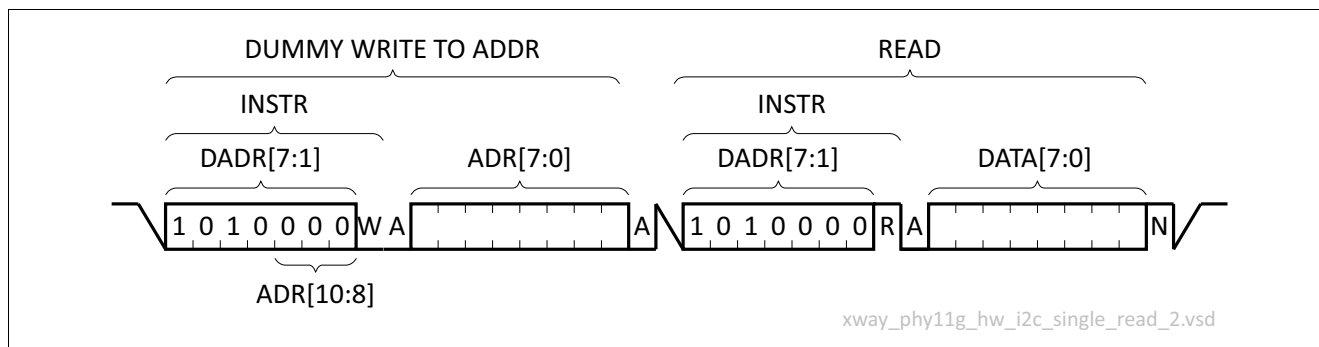 DUMMY WRITE TO ADDR READ
INSTR INSTR
DADR[7:1] ADR[7:0] DADR[7:1] DATA[7:0]
1 0 1 0 0 0 0 W A A 1 0 1 0 0 0 0 R A N
ADR[10:8]
xway_phy11g_hw_i2c_single_read_2.vsd